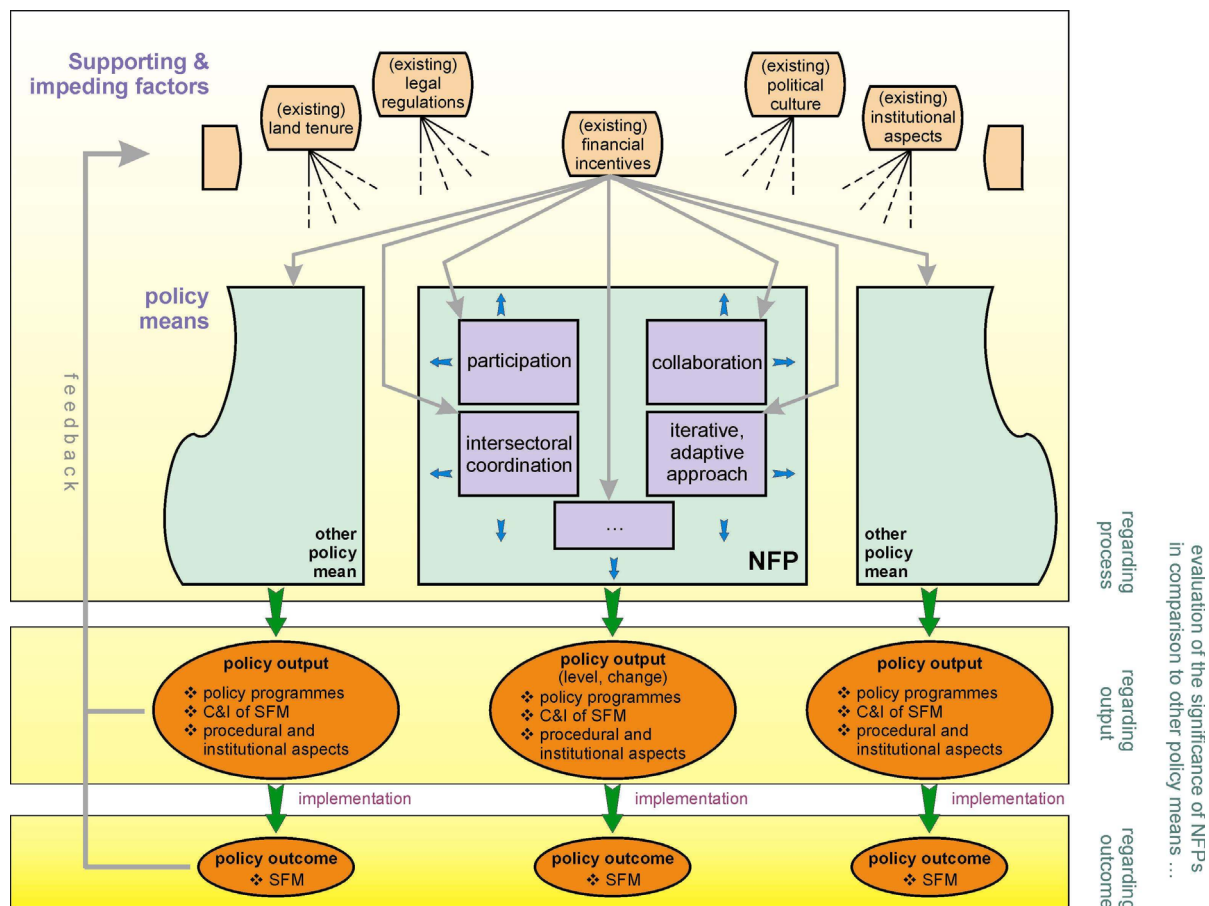 Supporting &
impeding factors
(existing)
land tenure
(existing)
legal
regulations
(existing)
financial
incentives
(existing)
political
culture
(existing)
institutional
aspects
policy
means
feedback
participation
collaboration
intersectoral
coordination
iterative,
adaptive
approach
...
NFP
other
policy
mean
other
policy
mean
policy output
❖ policy programmes
❖ C&I of SFM
❖ procedural and
institutional aspects
policy output
(level, change)
❖ policy programmes
❖ C&I of SFM
❖ procedural and
institutional aspects
policy output
❖ policy programmes
❖ C&I of SFM
❖ procedural and
institutional aspects
implementation
implementation
implementation
policy outcome
❖ SFM
policy outcome
❖ SFM
policy outcome
❖ SFM
regarding
process
regarding
output
regarding
outcome
evaluation of the significance of NFPs
in comparison to other policy means ...